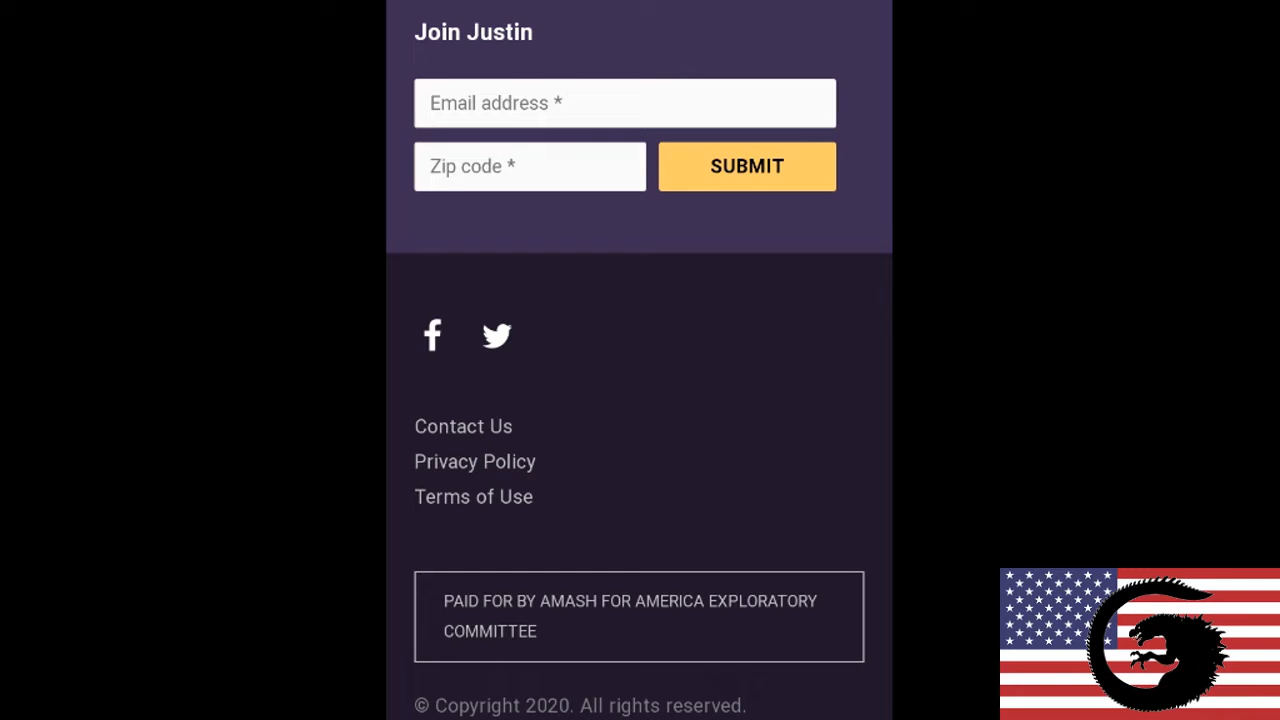 Join Justin
Email address *
Zip code *
SUBMIT
Contact Us
Privacy Policy
Terms of Use
PAID FOR BY AMASH FOR AMERICA EXPLORATORY
COMMITTEE
© Copyright 2020. All rights reserved.